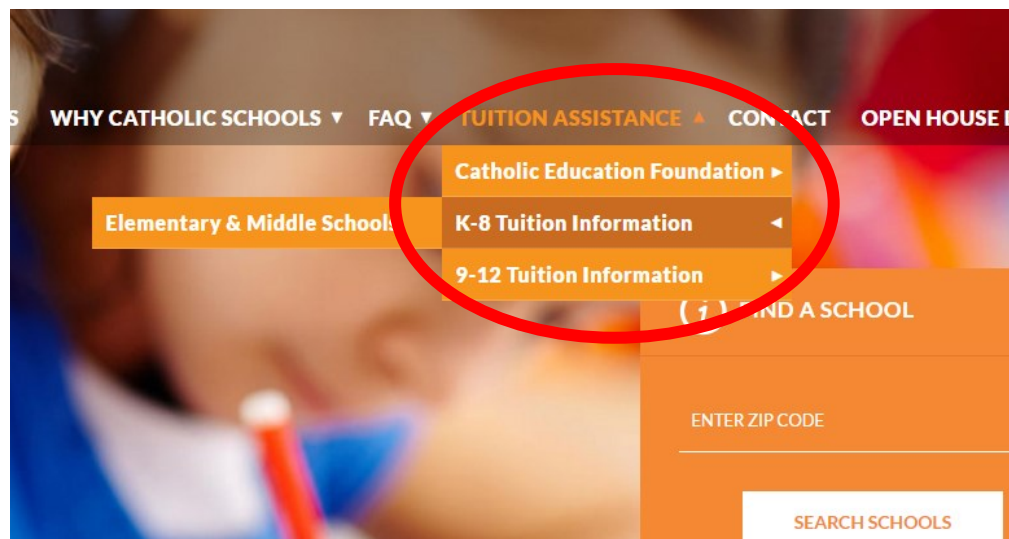 S WHY CATHOLIC SCHOOLS ▼ FAQ ▼ TUITION ASSISTANCE ▲ CONTACT OPEN HOUSE
Catholic Education Foundation ►
Elementary & Middle Schools K-8 Tuition Information ◄
9-12 Tuition Information ►
i FIND A SCHOOL
ENTER ZIP CODE
SEARCH SCHOOLS